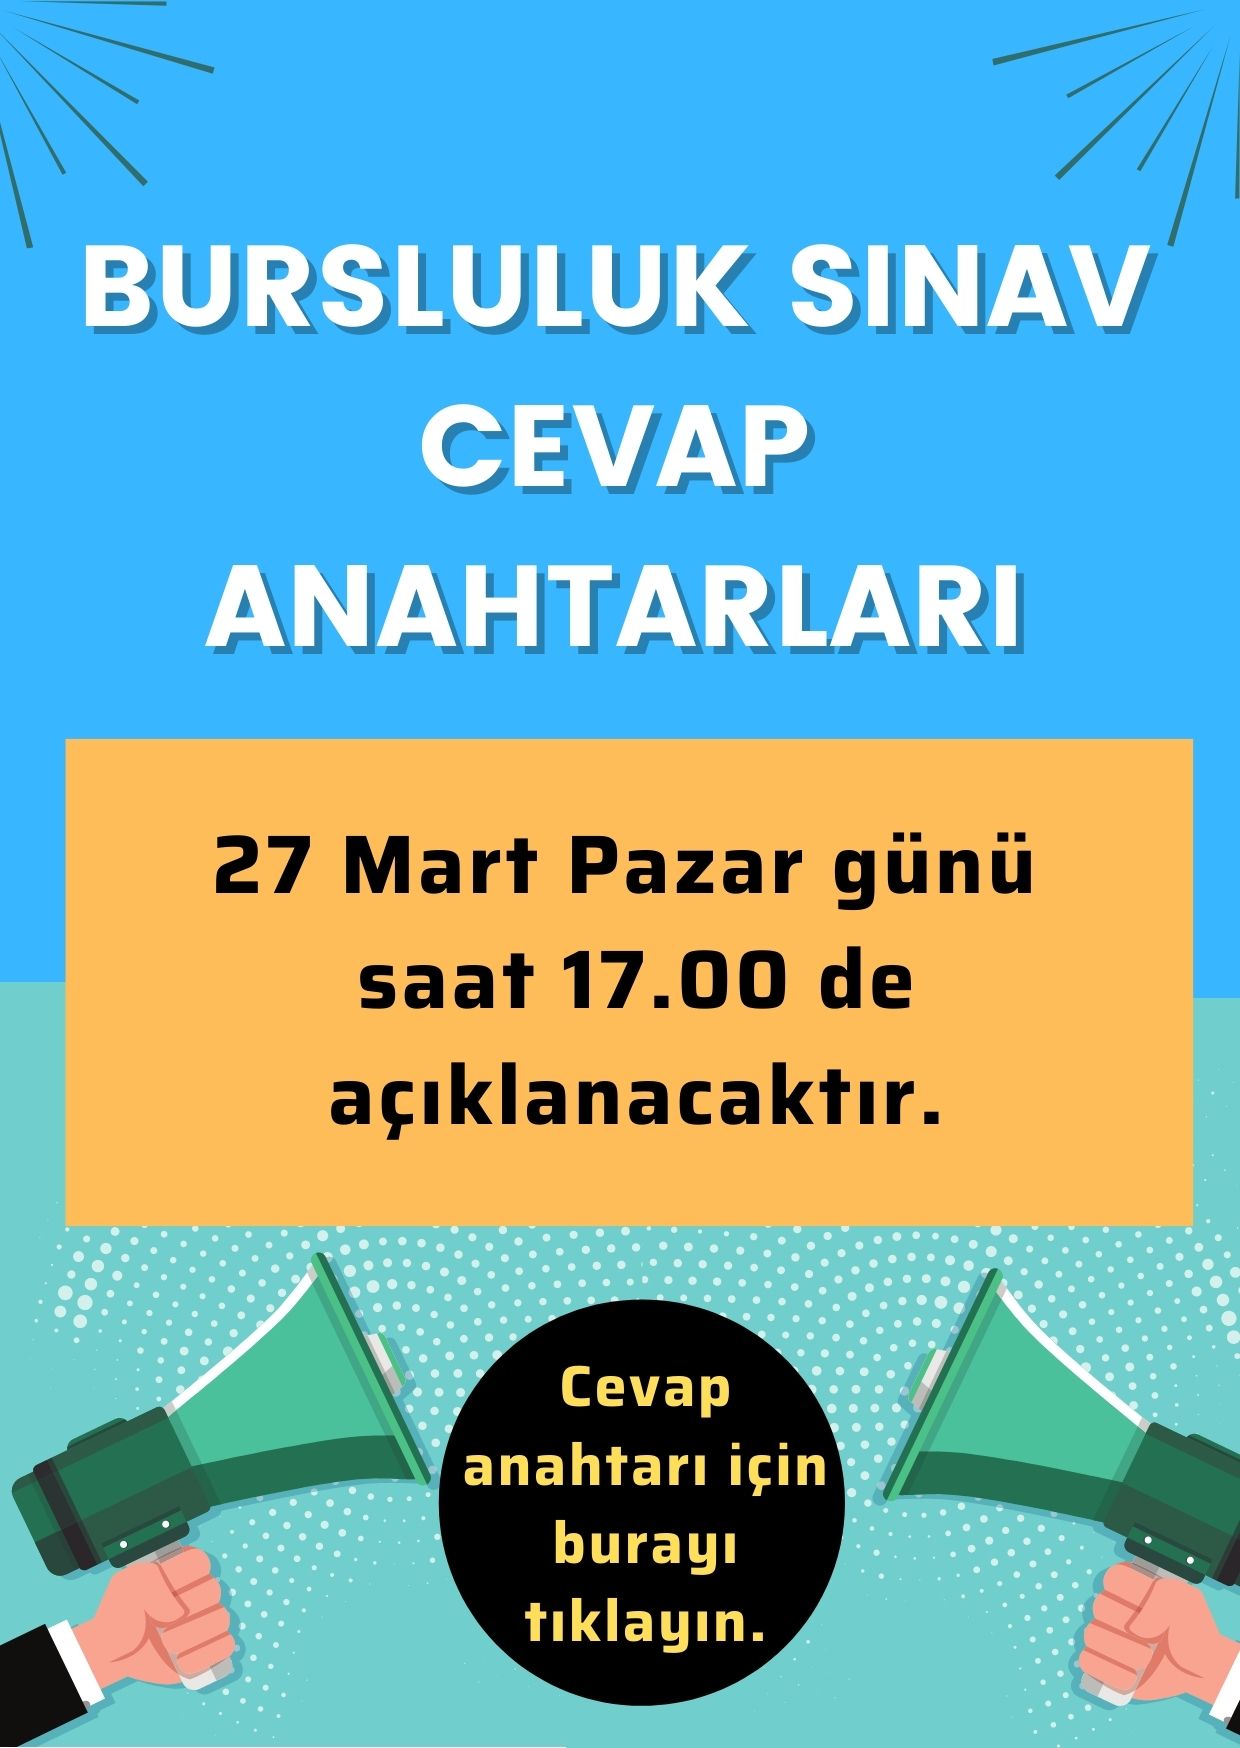 BURSLULUK SINAV
CEVAP
ANAHTARLARI
27 Mart Pazar günü
saat 17.00 de
açıklanacaktır.
Cevap
anahtarı için
burayı
tıklayın.